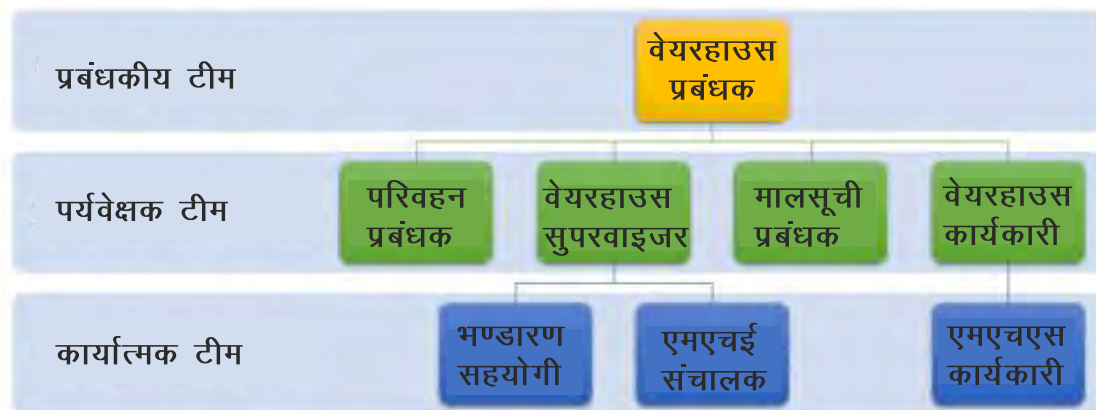 प्रबंधकीय टीम
वेयरहाउस
प्रबंधक
पर्यवेक्षक टीम
परिवहन
प्रबंधक
वेयरहाउस
सुपरवाइजर
मालसूची
प्रबंधक
वेयरहाउस
कार्यकारी
कार्यात्मक टीम
भण्डारण
सहयोगी
एमएचई
संचालक
एमएचएस
कार्यकारी